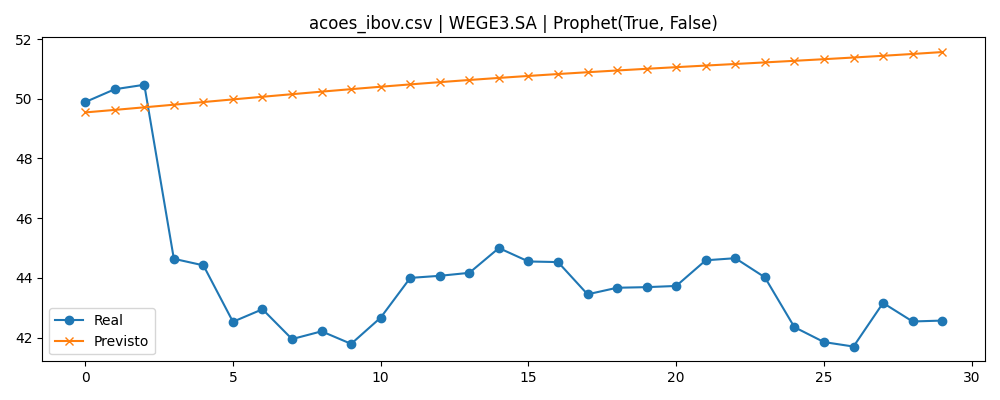 acoes_ibov.csv | WEGE3.SA | Prophet(True, False)
52
50
48
46
44
42
Real
Previsto
0 5 10 15 20 25 30